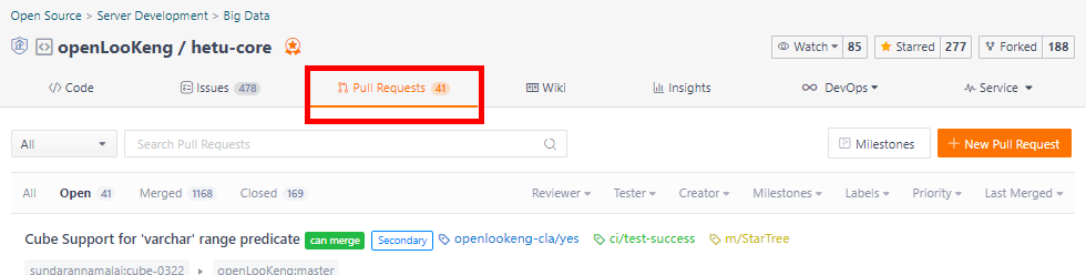 Open Source > Server Development > Big Data
openLooKeng / hetu-core
Watch 85 Starred 277 Forked 188
Code Issues 478 Pull Requests 41 Wiki Insights DevOps Service
All Search Pull Requests Milestones + New Pull Request
All Open 41 Merged 1168 Closed 169 Reviewer Tester Creator Milestones Labels Priority Last Merged
Cube Support for 'varchar' range predicate can merge Secondary openlookeng-cla/yes ci/test-success m/StarTree
sundarannamalai:cube-0322 openLooKeng:master